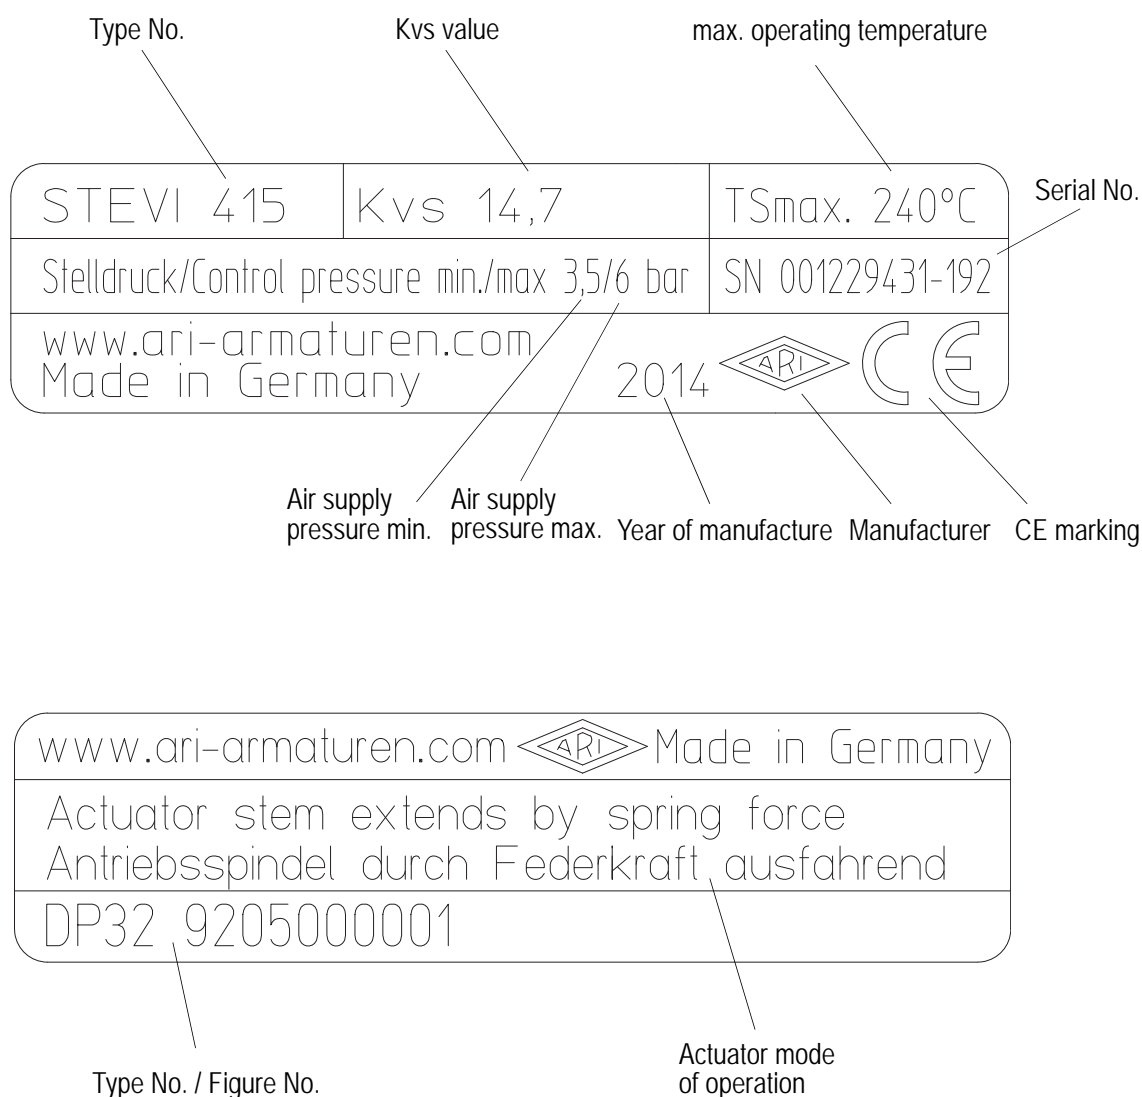 Type No.
Kvs value
max. operating temperature
STEVI 415
Kvs 14,7
TSmax. 240°C
Serial No.
Stelldruck/Control pressure min./max 3,5/6 bar
SN 001229431-192
www.ari-armaturen.com
Made in Germany
2014
ARI
CE
Air supply
pressure min.
Air supply
pressure max.
Year of manufacture
Manufacturer
CE marking
www.ari-armaturen.com ARI Made in Germany
Actuator stem extends by spring force
Antriebsspindel durch Federkraft ausfahrend
DP32 9205000001
Type No. / Figure No.
Actuator mode
of operation